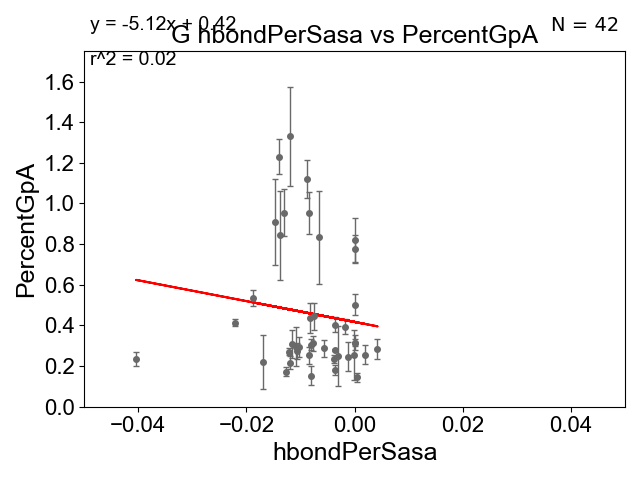 y = -5.12x + 0.42
N = 42
G hbondPerSasa vs PercentGpA
r^2 = 0.02
1.6
1.4
1.2
1.0
0.8
0.6
0.4
0.2
0.0
PercentGpA
−0.04
−0.02
0.00
0.02
0.04
hbondPerSasa